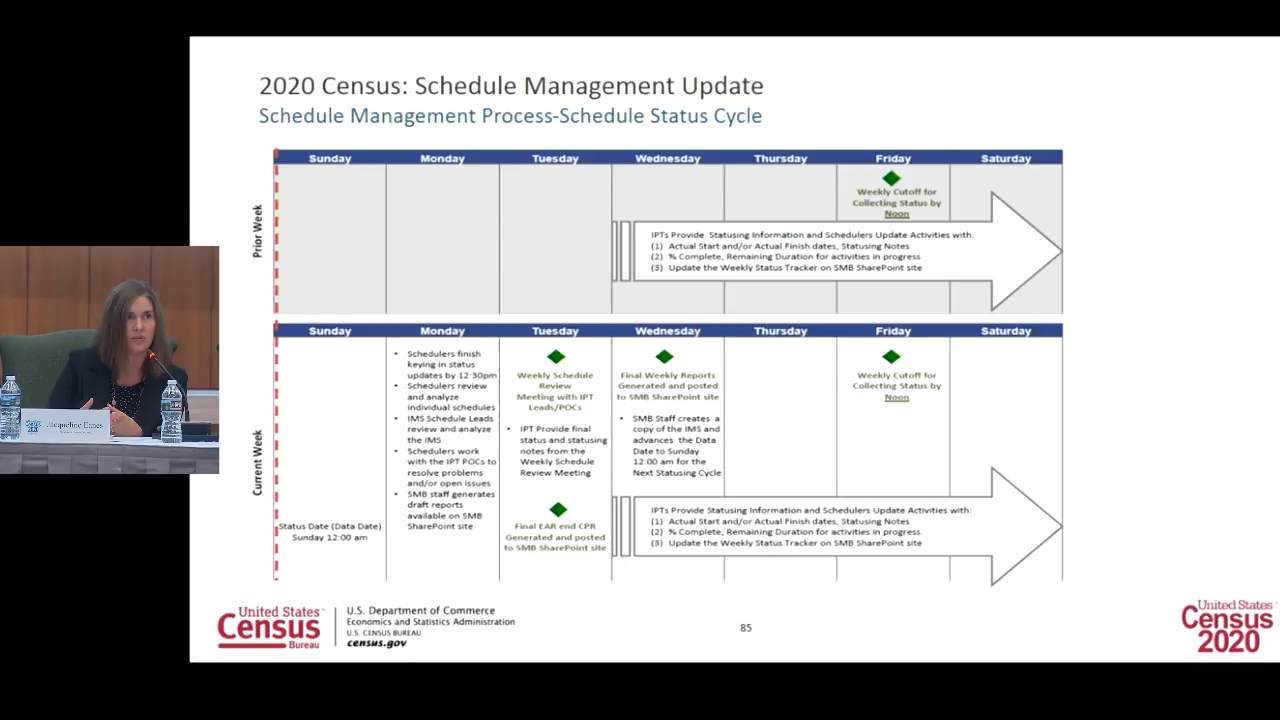 2020 Census: Schedule Management Update
Schedule Management Process-Schedule Status Cycle
Sunday Monday Tuesday Wednesday Thursday Friday Saturday
Prior Week
Weekly Cutoff for
Collecting Status by
Noon
IPTs Provide Statusing Information and Schedulers Update Activities with:
(1) Actual Start and/or Actual Finish dates, Statusing Notes
(2) % Complete, Remaining Duration for activities in progress
(3) Update the Weekly Status Tracker on SMB SharePoint site
Sunday Monday Tuesday Wednesday Thursday Friday Saturday
Current Week
Status Date (Data Date)
Sunday 12:00 am
• Schedulers finish
keying in status
updates by 12:30pm
• Schedulers review
and analyze
individual schedules
• IMS Schedule Leads
review and analyze
the IMS
• Schedulers work
with the IPT POCs to
resolve problems
and/or open issues
• SMB staff generates
draft reports
available on SMB
SharePoint site
Weekly Schedule
Review
Meeting with IPT
Leads/POCs
• IPT Provide final
status and statusing
notes from the
Weekly Schedule
Review Meeting
Final EAR end CPR
Generated and posted
to SMB SharePoint site
Final Weekly Reports
Generated and posted
to SMB SharePoint site
• SMB Staff creates a
copy of the IMS and
advances the Data
Date to Sunday
12:00 am for the
Next Statusing Cycle
Weekly Cutoff for
Collecting Status by
Noon
IPTs Provide Statusing Information and Schedulers Update Activities with:
(1) Actual Start and/or Actual Finish dates, Statusing Notes
(2) % Complete, Remaining Duration for activities in progress
(3) Update the Weekly Status Tracker on SMB SharePoint site
United States™
Census
Bureau
U.S. Department of Commerce
Economics and Statistics Administration
U.S. CENSUS BUREAU
census.gov
85
United States™
Census
2020
Jacqueline Eanes